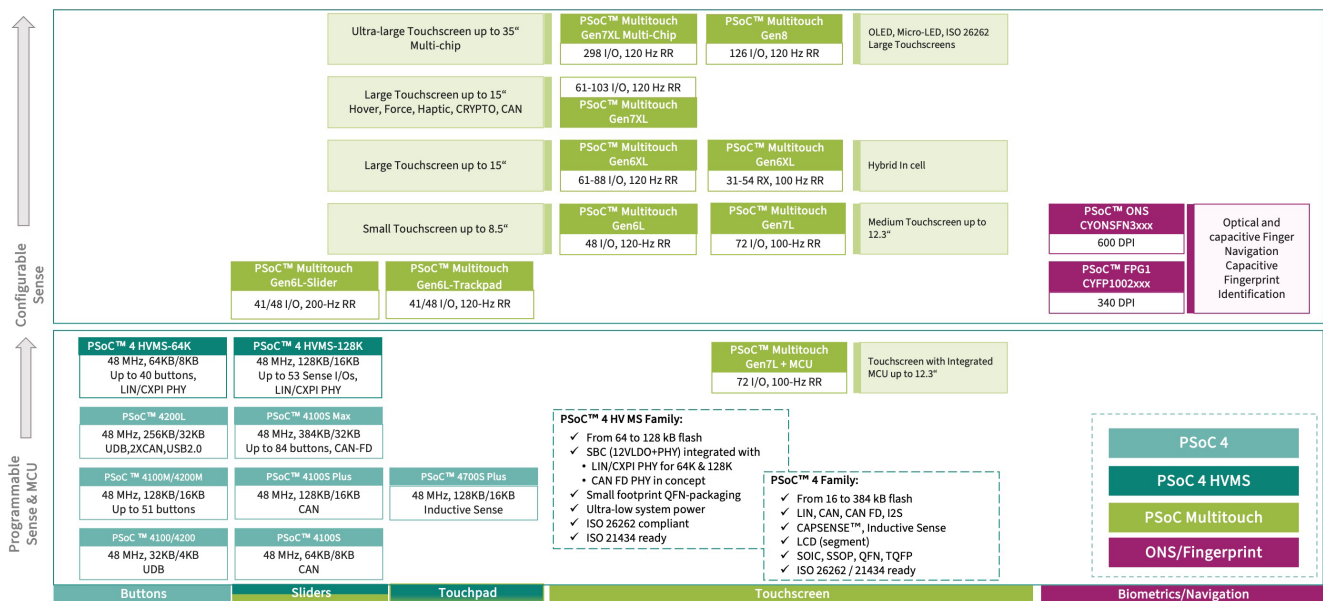 Configurable
Sense
Ultra-large Touchscreen up to 35“
Multi-chip
PSoC™ Multitouch
Gen7XL Multi-Chip
298 I/O, 120 Hz RR
PSoC™ Multitouch
Gen8
126 I/O, 120 Hz RR
OLED, Micro-LED, ISO 26262
Large Touchscreens
Large Touchscreen up to 15“
Hover, Force, Haptic, CRYPTO, CAN
61-103 I/O, 120 Hz RR
PSoC™ Multitouch
Gen7XL
Large Touchscreen up to 15“
PSoC™ Multitouch
Gen6XL
61-88 I/O, 120 Hz RR
PSoC™ Multitouch
Gen6XL
31-54 RX, 100 Hz RR
Hybrid In cell
Small Touchscreen up to 8.5“
PSoC™ Multitouch
Gen6L
48 I/O, 120-Hz RR
PSoC™ Multitouch
Gen7L
72 I/O, 100-Hz RR
Medium Touchscreen up to
12.3“
PSoC™ ONS
CYONSFN3xxx
600 DPI
PSoC™ FPG1
CYFP1002xxx
340 DPI
Optical and
capacitive Finger
Navigation
Capacitive
Fingerprint
Identification
PSoC™ Multitouch
Gen6L-Slider
41/48 I/O, 200-Hz RR
PSoC™ Multitouch
Gen6L-Trackpad
41/48 I/O, 120-Hz RR
Programmable
Sense & MCU
PSoC™ 4 HVMS-64K
48 MHz, 64KB/8KB
Up to 40 buttons,
LIN/CXPI PHY
PSoC™ 4 HVMS-128K
48 MHz, 128KB/16KB
Up to 53 Sense I/Os,
LIN/CXPI PHY
PSoC™ Multitouch
Gen7L + MCU
72 I/O, 100-Hz RR
Touchscreen with Integrated
MCU up to 12.3“
PSoC™ 4200L
48 MHz, 256KB/32KB
UDB,2XCAN,USB2.0
PSoC™ 4100S Max
48 MHz, 384KB/32KB
Up to 84 buttons, CAN-FD
PSoC ™ 4100M/4200M
48 MHz, 128KB/16KB
Up to 51 buttons
PSoC™ 4100S Plus
48 MHz, 128KB/16KB
CAN
PSoC™ 4700S Plus
48 MHz, 128KB/16KB
Inductive Sense
PSoC ™ 4100/4200
48 MHz, 32KB/4KB
UDB
PSoC™ 4100S
48 MHz, 64KB/8KB
CAN
PSoC™ 4 HV MS Family:
✓ From 64 to 128 kB flash
✓ SBC (12VLDO+PHY) integrated with
• LIN/CXPI PHY for 64K & 128K
• CAN FD PHY in concept
✓ Small footprint QFN-packaging
✓ Ultra-low system power
✓ ISO 26262 compliant
✓ ISO 21434 ready
PSoC™ 4 Family:
✓ From 16 to 384 kB flash
✓ LIN, CAN, CAN FD, I2S
✓ CAPSENSE™, Inductive Sense
✓ LCD (segment)
✓ SOIC, SSOP, QFN, TQFP
✓ ISO 26262 / 21434 ready
PSoC 4
PSoC 4 HVMS
PSoC Multitouch
ONS/Fingerprint
Buttons
Sliders
Touchpad
Touchscreen
Biometrics/Navigation